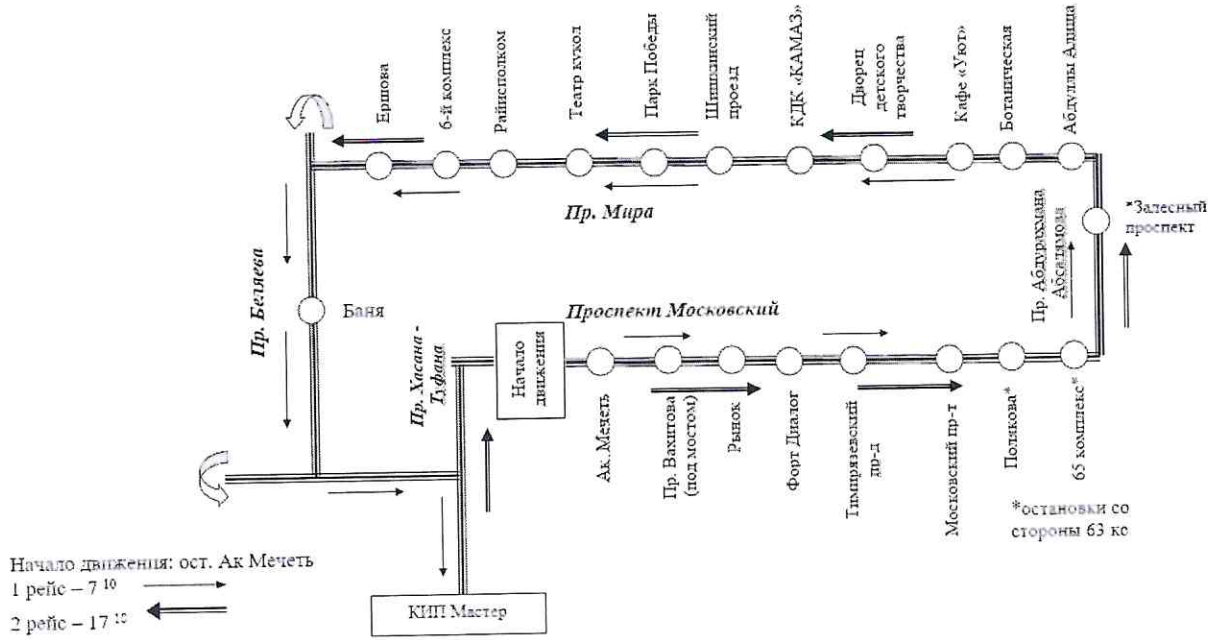 Ершова
6-й комплекс
Райисполком
Театр кукол
Парк Победы
Шишкинский
проезд
КДК «КАМАЗ»
Дворец
детского
творчества
Кафе «Уют»
Ботаническая
Абдуллы Алиша
Пр. Мира
*Залесный
проспект
Пр. Абдурахмана
Абсалямова
Пр. Беляева
Баня
Проспект Московский
Пр. Хасана -
Туфана
Начало
движения
Ак. Мечеть
Пр. Вахитова
(под мостом)
Рынок
Форт Диалог
Тимирязевский
пр-д
Московский пр-т
Полякова*
65 комплекс*
*остановки со
стороны 63 кс
Начало движения: ост. Ак Мечеть
1 рейс – 7 10
2 рейс – 17
КИП Мастер